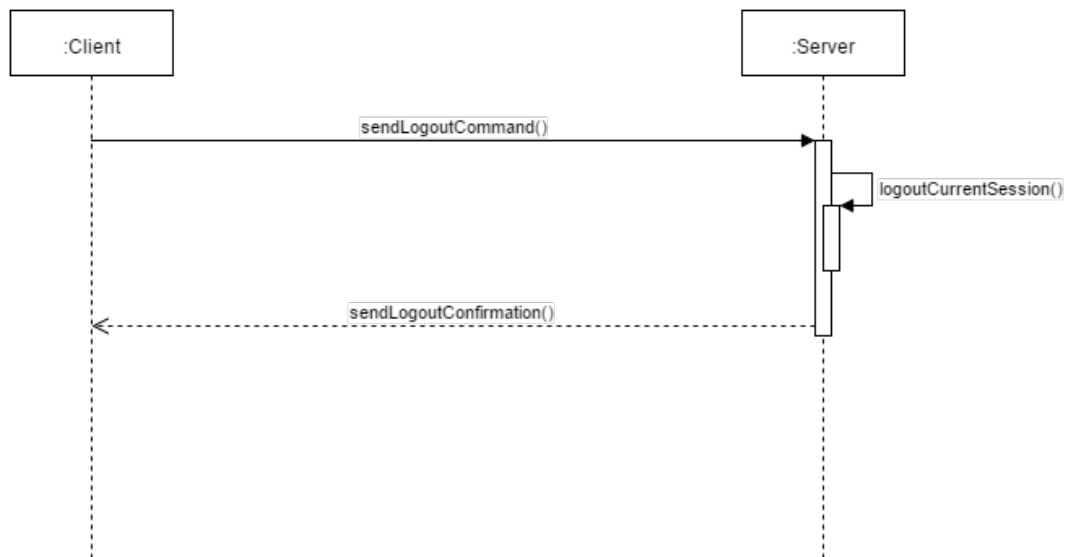 :Client
:Server
sendLogoutCommand()
logoutCurrentSession()
sendLogoutConfirmation()